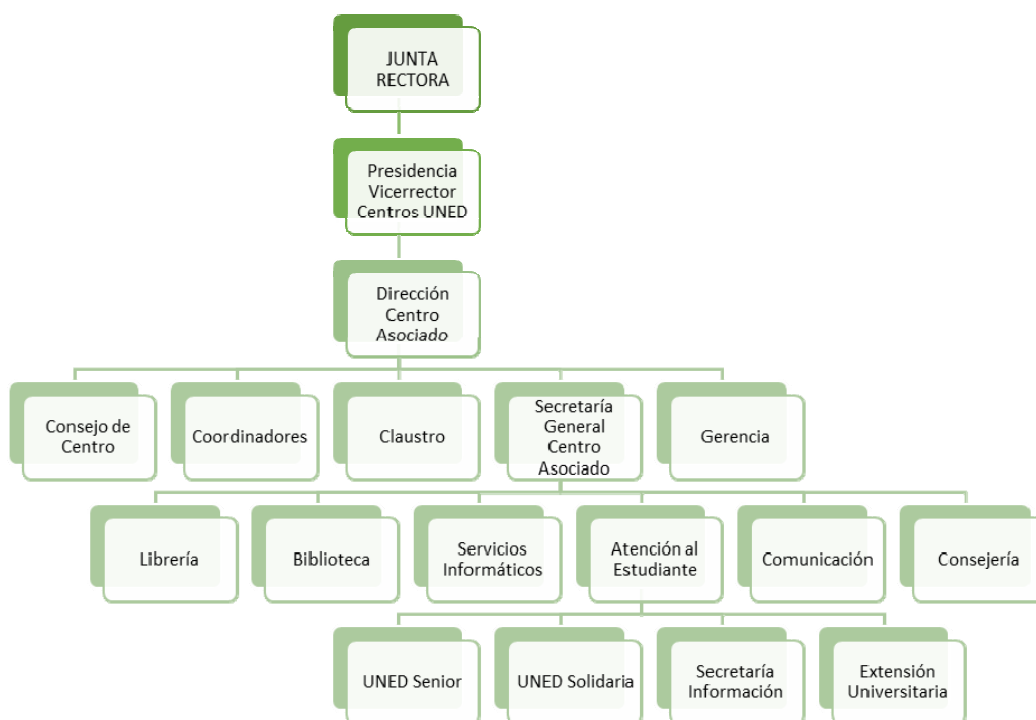 JUNTA
RECTORA
Presidencia
Vicerrector
Centros UNED
Dirección
Centro
Asociado
Consejo de
Centro
Coordinadores
Claustro
Secretaría
General
Centro
Asociado
Gerencia
Librería
Biblioteca
Servicios
Informáticos
Atención al
Estudiante
Comunicación
Consejería
UNED Senior
UNED Solidaria
Secretaría
Información
Extensión
Universitaria